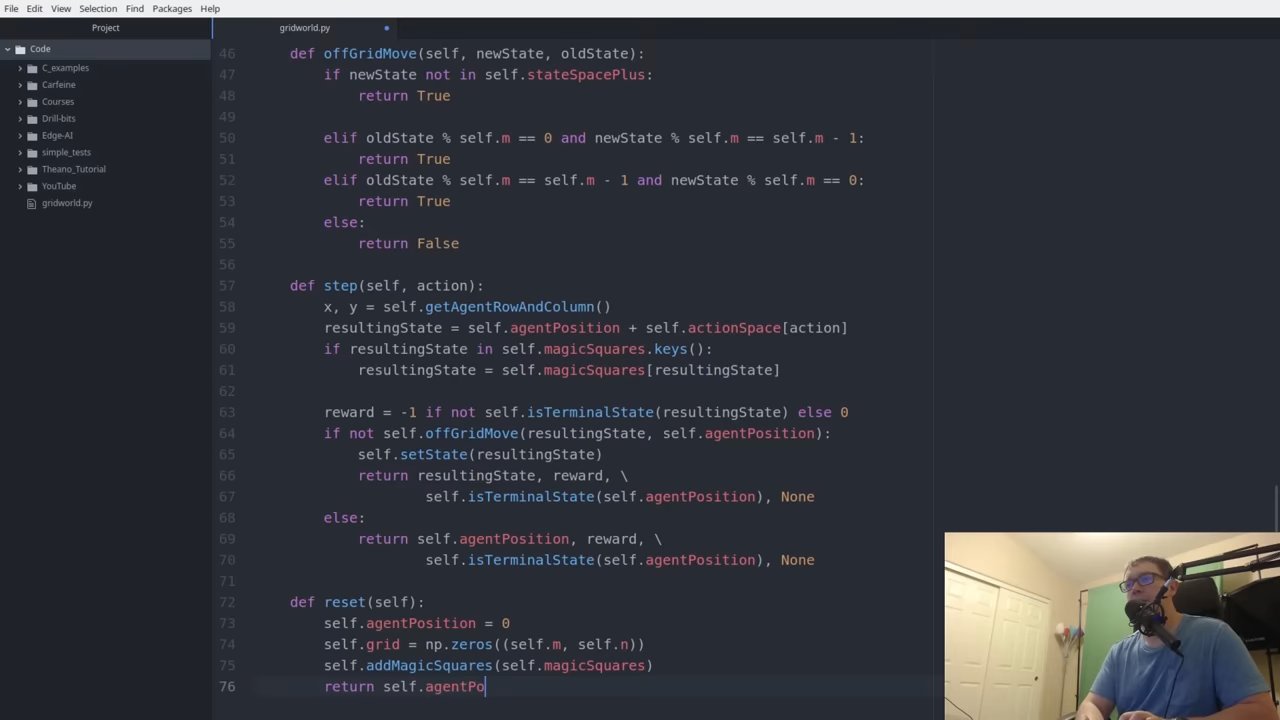 File Edit View Selection Find Packages Help
Project
gridworld.py
Code
C_examples
Carfeine
Courses
Drill-bits
Edge-AI
simple_tests
Theano_Tutorial
YouTube
gridworld.py
46 def offGridMove(self, newState, oldState):
47 if newState not in self.stateSpacePlus:
48 return True
49
50 elif oldState % self.m == 0 and newState % self.m == self.m - 1:
51 return True
52 elif oldState % self.m == self.m - 1 and newState % self.m == 0:
53 return True
54 else:
55 return False
56
57 def step(self, action):
58 x, y = self.getAgentRowAndColumn()
59 resultingState = self.agentPosition + self.actionSpace[action]
60 if resultingState in self.magicSquares.keys():
61 resultingState = self.magicSquares[resultingState]
62
63 reward = -1 if not self.isTerminalState(resultingState) else 0
64 if not self.offGridMove(resultingState, self.agentPosition):
65 self.setState(resultingState)
66 return resultingState, reward, \
67 self.isTerminalState(self.agentPosition), None
68 else:
69 return self.agentPosition, reward, \
70 self.isTerminalState(self.agentPosition), None
71
72 def reset(self):
73 self.agentPosition = 0
74 self.grid = np.zeros((self.m, self.n))
75 self.addMagicSquares(self.magicSquares)
76 return self.agentPo